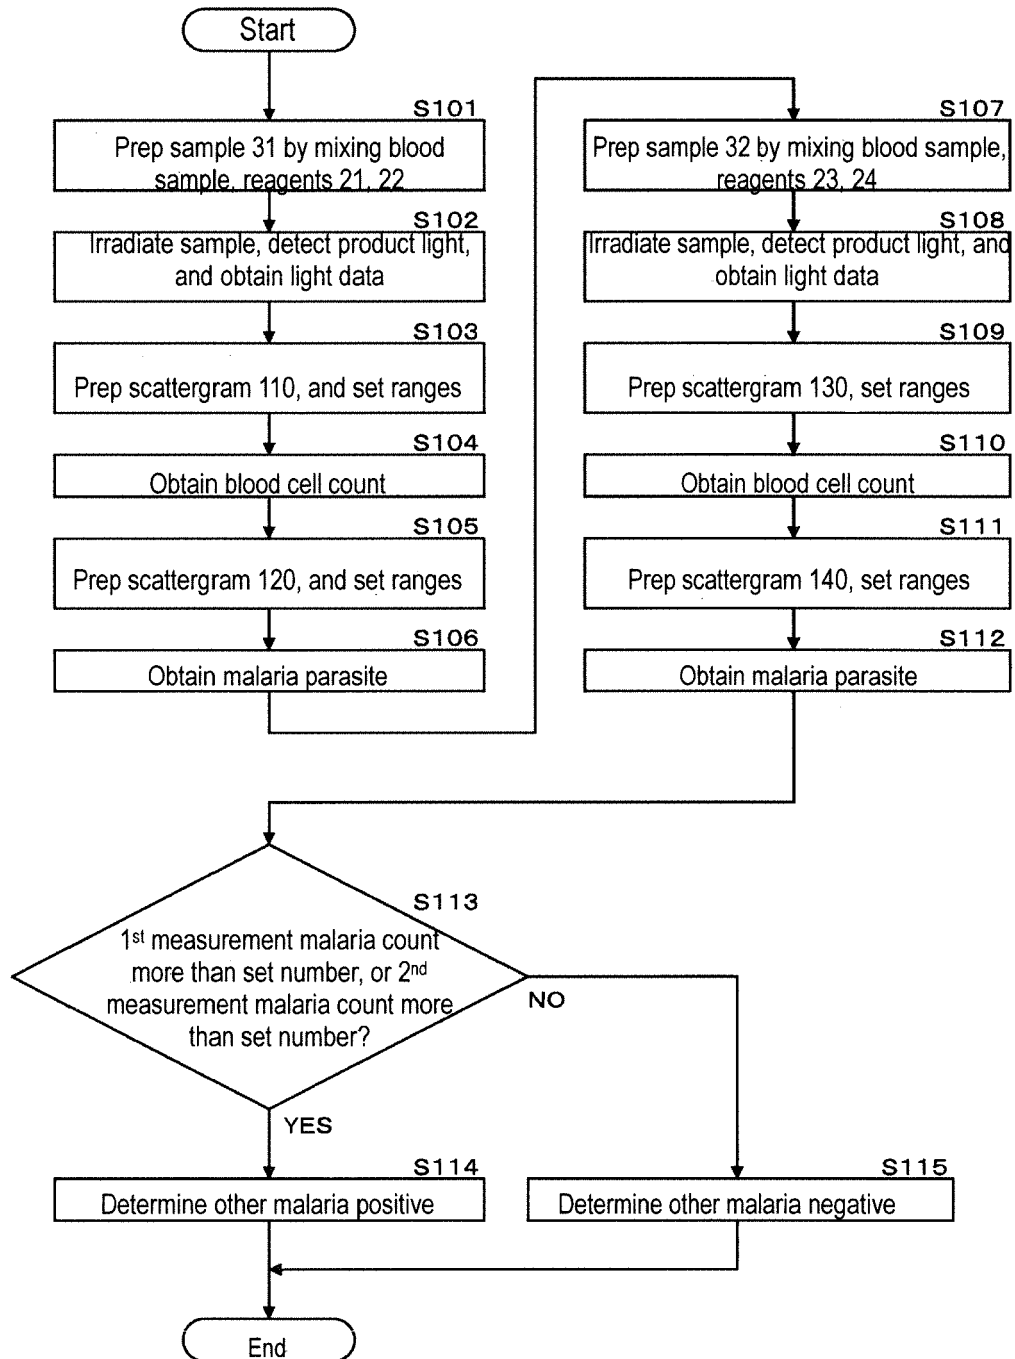 Start
S101
Prep sample 31 by mixing blood
sample, reagents 21, 22
S102
Irradiate sample, detect product light,
and obtain light data
S103
Prep scattergram 110, and set ranges
S104
Obtain blood cell count
S105
Prep scattergram 120, and set ranges
S106
Obtain malaria parasite
S107
Prep sample 32 by mixing blood sample,
reagents 23, 24
S108
Irradiate sample, detect product light, and
obtain light data
S109
Prep scattergram 130, set ranges
S110
Obtain blood cell count
S111
Prep scattergram 140, set ranges
S112
Obtain malaria parasite
S113
1st measurement malaria count
more than set number, or 2nd
measurement malaria count more
than set number?
NO
YES
S114
Determine other malaria positive
S115
Determine other malaria negative
End